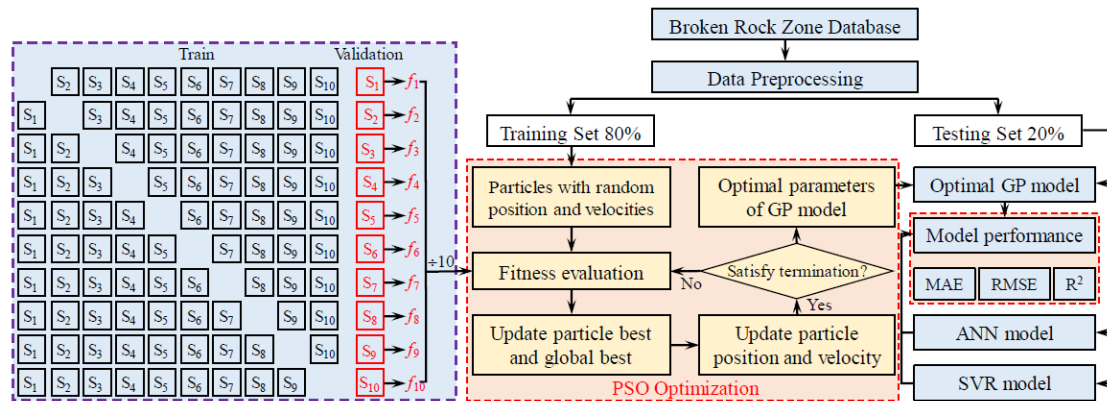 Train Validation
S2 S3 S4 S5 S6 S7 S8 S9 S10 S1 f1
S1 S3 S4 S5 S6 S7 S8 S9 S10 S2 f2
S1 S2 S4 S5 S6 S7 S8 S9 S10 S3 f3
S1 S2 S3 S5 S6 S7 S8 S9 S10 S4 f4
S1 S2 S3 S4 S6 S7 S8 S9 S10 S5 f5
S1 S2 S3 S4 S5 S7 S8 S9 S10 S6 f6
S1 S2 S3 S4 S5 S6 S8 S9 S10 S7 f7
S1 S2 S3 S4 S5 S6 S7 S9 S10 S8 f8
S1 S2 S3 S4 S5 S6 S7 S8 S10 S9 f9
S1 S2 S3 S4 S5 S6 S7 S8 S9 S10 f10
÷10
Broken Rock Zone Database
Data Preprocessing
Training Set 80%
Testing Set 20%
Particles with random
position and velocities
Optimal parameters
of GP model
Optimal GP model
Model performance
MAE RMSE R²
Fitness evaluation
No
Satisfy termination?
Yes
Update particle best
and global best
Update particle
position and velocity
ANN model
SVR model
PSO Optimization